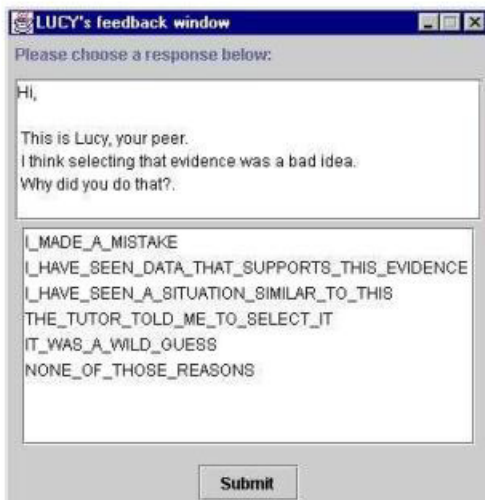 LUCY's feedback window
Please choose a response below:
Hi,
This is Lucy, your peer.
I think selecting that evidence was a bad idea.
Why did you do that?.
I_MADE_A_MISTAKE
I_HAVE_SEEN_DATA_THAT_SUPPORTS_THIS_EVIDENCE
I_HAVE_SEEN_A_SITUATION_SIMILAR_TO_THIS
THE_TUTOR_TOLD_ME_TO_SELECT_IT
IT_WAS_A_WILD_GUESS
NONE_OF_THOSE_REASONS
Submit